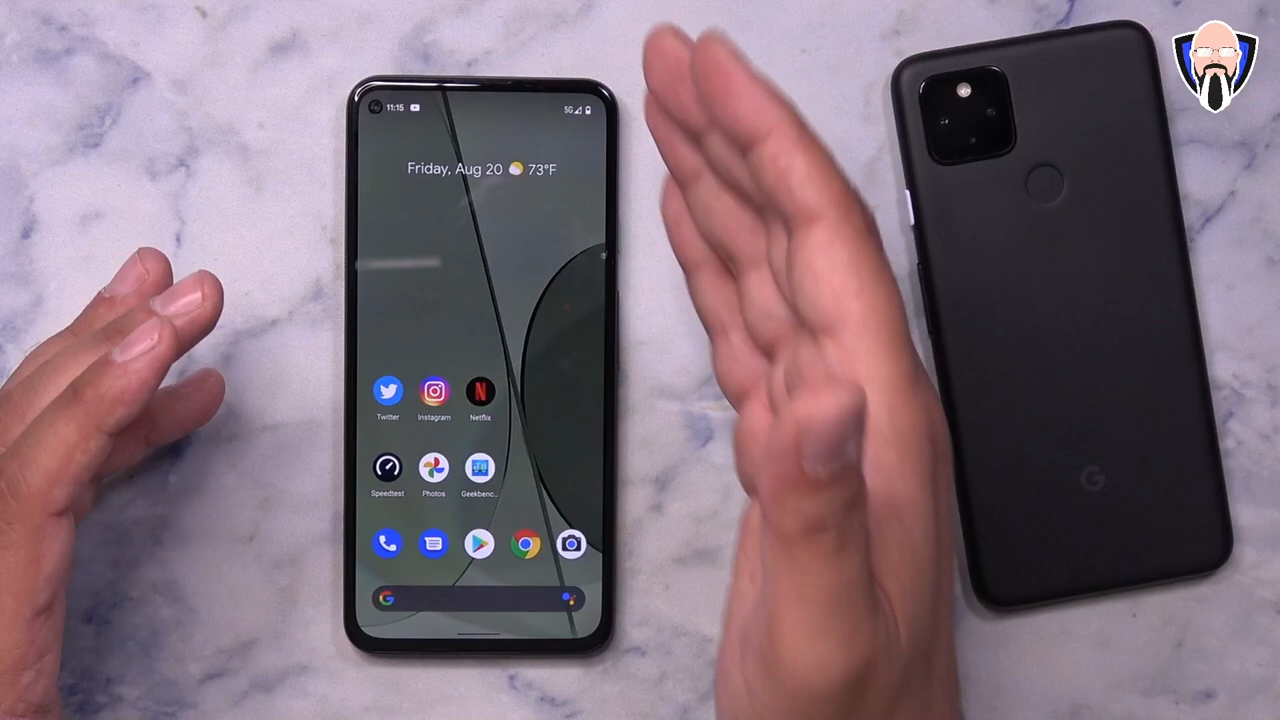 11:15
5G
Friday, Aug 20 73°F
Twitter Instagram Netflix
Speedtest Photos Geekbenc..